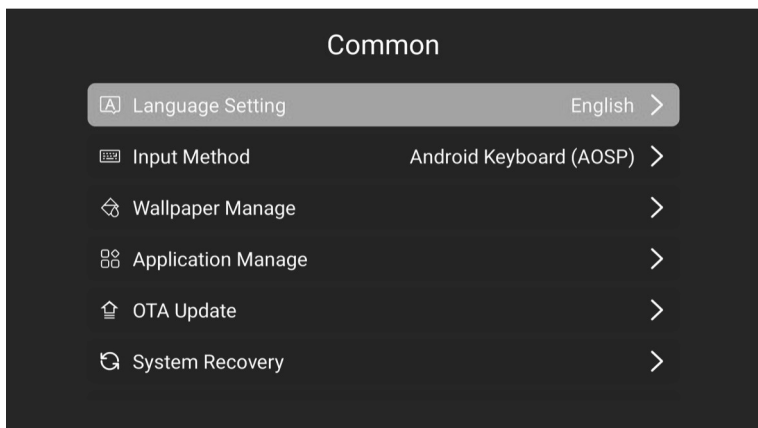 Common
Language Setting English
Input Method Android Keyboard (AOSP)
Wallpaper Manage
Application Manage
OTA Update
System Recovery